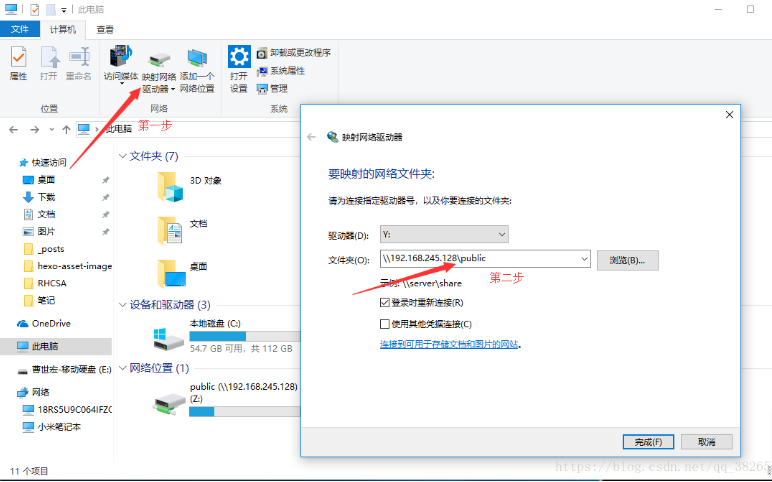 此电脑
文件 计算机 查看
属性 打开 重命名 访问媒体 映射网络驱动器 添加一个网络位置 打开设置 卸载或更改程序
系统属性
管理
位置 网络 系统
此电脑
第一步
快速访问
桌面
下载
文档
图片
_posts
hexo-asset-image
RHCSA
笔记
OneDrive
此电脑
曹世宏-移动硬盘 (E:)
网络
18RS5U9C064IFZC
小米笔记本
文件夹 (7)
3D 对象
文档
桌面
设备和驱动器 (3)
本地磁盘 (C:)
54.7 GB 可用，共 112 GB
网络位置 (1)
public (\\192.168.245.128)
(Z:)
映射网络驱动器
要映射的网络文件夹:
请为连接指定驱动器号，以及你要连接的文件夹:
驱动器(D): Y:
文件夹(O): \\192.168.245.128\public 浏览(B)...
第二步
示例: \\server\share
登录时重新连接(R)
使用其他凭据连接(C)
连接到可用于存储文档和图片的网站。
完成(F) 取消
11 个项目
https://blog.csdn.net/qq_38265